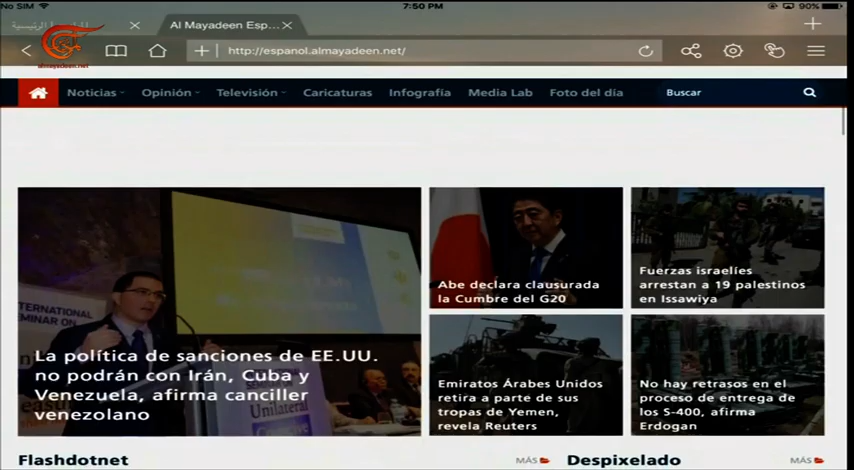 No SIM
7:50 PM
90%
Al Mayadeen Esp...
almayadeen.net
http://espanol.almayadeen.net/
Noticias
Opinión
Televisión
Caricaturas
Infografía
Media Lab
Foto del día
Buscar
INTERNATIONAL
SEMINAR ON
La política de sanciones de EE.UU.
no podrán con Irán, Cuba y
Venezuela, afirma canciller
venezolano
Unilateral
Abe declara clausurada
la Cumbre del G20
Fuerzas israelíes
arrestan a 19 palestinos
en Issawiya
Emiratos Árabes Unidos
retira a parte de sus
tropas de Yemen,
revela Reuters
No hay retrasos en el
proceso de entrega de
los S-400, afirma
Erdogan
Flashdotnet
MÁS
Despixelado
MÁS